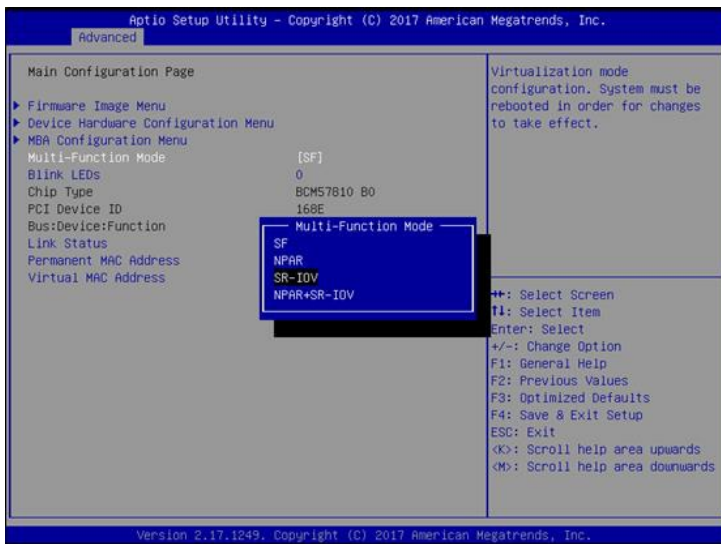 Aptio Setup Utility – Copyright (C) 2017 American Megatrends, Inc.
Advanced
Main Configuration Page
Firmware Image Menu
Device Hardware Configuration Menu
MBA Configuration Menu
Multi-Function Mode [SF]
Blink LEDs 0
Chip Type BCM57810 B0
PCI Device ID 168E
Bus:Device:Function
Link Status
Permanent MAC Address
Virtual MAC Address
Multi-Function Mode
SF
NPAR
SR-IOV
NPAR+SR-IOV
Virtualization mode
configuration. System must be
rebooted in order for changes
to take effect.
→←: Select Screen
↑↓: Select Item
Enter: Select
+/-: Change Option
F1: General Help
F2: Previous Values
F3: Optimized Defaults
F4: Save & Exit Setup
ESC: Exit
<K>: Scroll help area upwards
<M>: Scroll help area downwards
Version 2.17.1249. Copyright (C) 2017 American Megatrends, Inc.